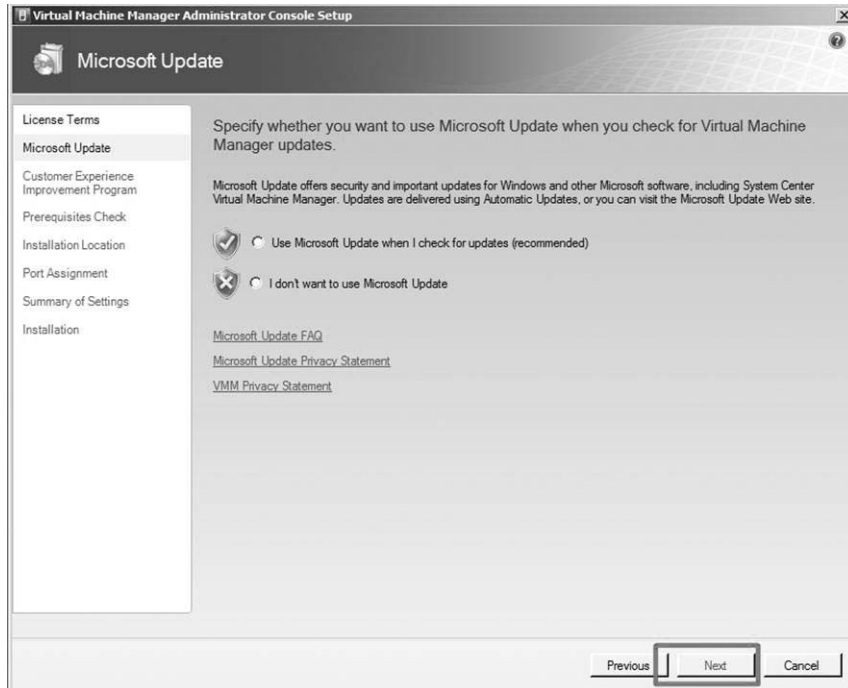 Virtual Machine Manager Administrator Console Setup
Microsoft Update
License Terms
Microsoft Update
Customer Experience
Improvement Program
Prerequisites Check
Installation Location
Port Assignment
Summary of Settings
Installation
Specify whether you want to use Microsoft Update when you check for Virtual Machine
Manager updates.
Microsoft Update offers security and important updates for Windows and other Microsoft software, including System Center
Virtual Machine Manager. Updates are delivered using Automatic Updates, or you can visit the Microsoft Update Web site.
Use Microsoft Update when I check for updates (recommended)
I don't want to use Microsoft Update
Microsoft Update FAQ
Microsoft Update Privacy Statement
VMM Privacy Statement
Previous Next Cancel